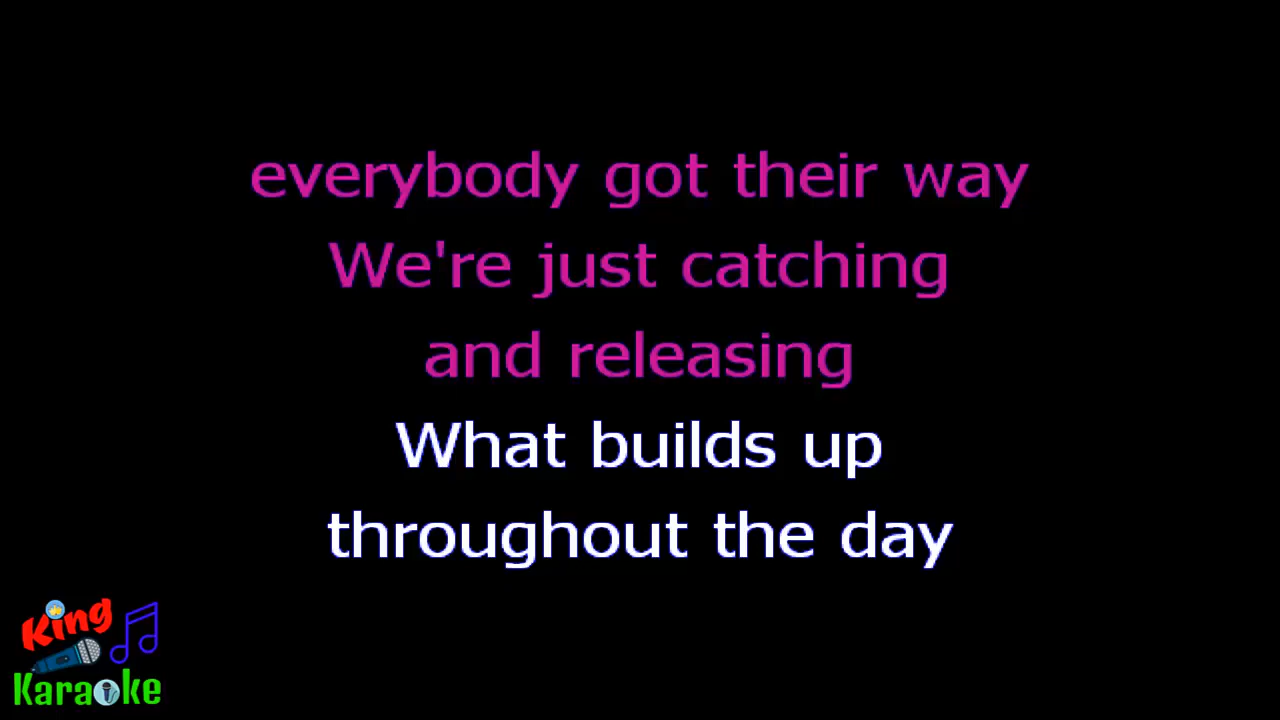 everybody got their way
We're just catching
and releasing
What builds up
throughout the day
King
Karaoke